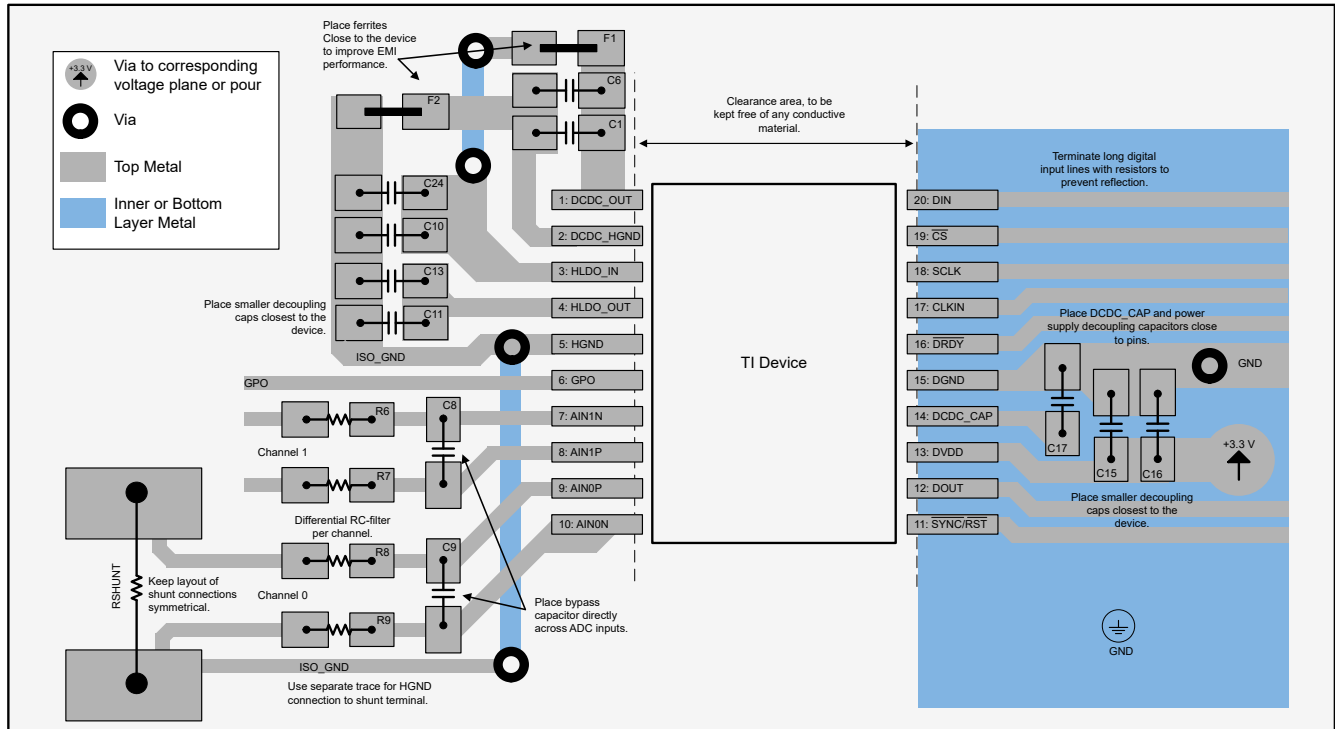 +3.3 V
Via to corresponding
voltage plane or pour
Via
Top Metal
Inner or Bottom
Layer Metal
Place ferrites
Close to the device
to improve EMI
performance.
F1
C6
C1
F2
C24
C10
C13
C11
Place smaller decoupling
caps closest to the
device.
ISO_GND
GPO
R6
C8
Channel 1
R7
Differential RC-filter
per channel.
R8
C9
Channel 0
R9
RSHUNT
Keep layout of
shunt connections
symmetrical.
Place bypass
capacitor directly
across ADC inputs.
ISO_GND
Use separate trace for HGND
connection to shunt terminal.
Clearance area, to be
kept free of any conductive
material.
1: DCDC_OUT
2: DCDC_HGND
3: HLDO_IN
4: HLDO_OUT
5: HGND
6: GPO
7: AIN1N
8: AIN1P
9: AIN0P
10: AIN0N
TI Device
20: DIN
19: C̅S̅
18: SCLK
17: CLKIN
16: D̅R̅D̅Y̅
15: DGND
14: DCDC_CAP
13: DVDD
12: DOUT
11: S̅Y̅N̅C̅/R̅S̅T̅
Terminate long digital
input lines with resistors to
prevent reflection.
Place DCDC_CAP and power
supply decoupling capacitors close
to pins.
GND
C17
C15
C16
+3.3 V
Place smaller decoupling
caps closest to the
device.
GND